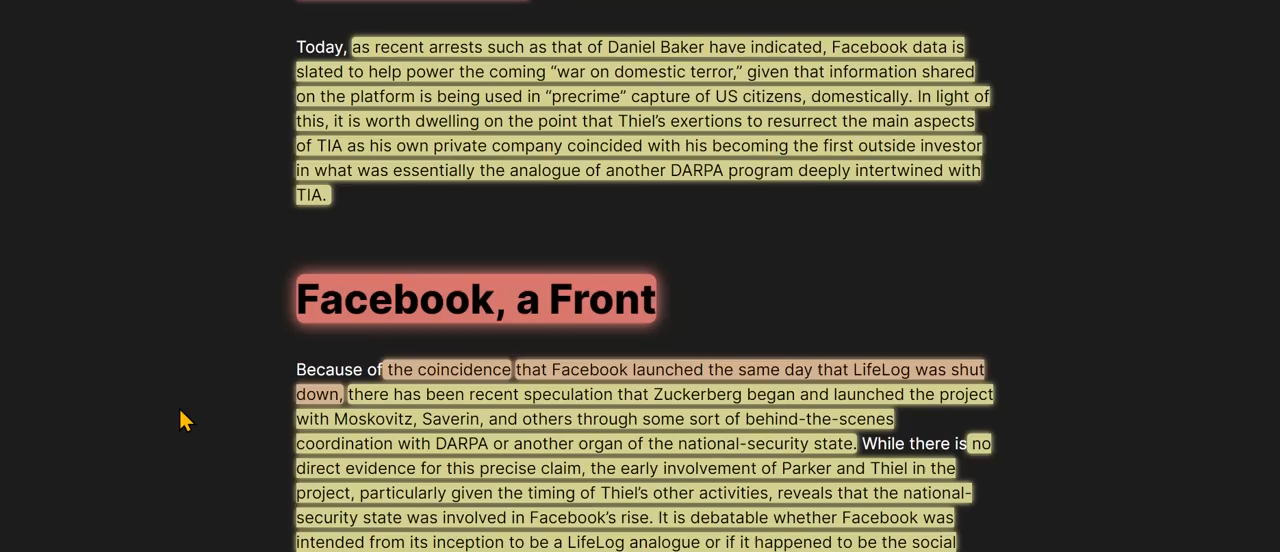 Today, as recent arrests such as that of Daniel Baker have indicated, Facebook data is
slated to help power the coming “war on domestic terror,” given that information shared
on the platform is being used in “precrime” capture of US citizens, domestically. In light of
this, it is worth dwelling on the point that Thiel’s exertions to resurrect the main aspects
of TIA as his own private company coincided with his becoming the first outside investor
in what was essentially the analogue of another DARPA program deeply intertwined with
TIA.
Facebook, a Front
Because of the coincidence that Facebook launched the same day that LifeLog was shut
down, there has been recent speculation that Zuckerberg began and launched the project
with Moskovitz, Saverin, and others through some sort of behind-the-scenes
coordination with DARPA or another organ of the national-security state. While there is no
direct evidence for this precise claim, the early involvement of Parker and Thiel in the
project, particularly given the timing of Thiel’s other activities, reveals that the national-
security state was involved in Facebook’s rise. It is debatable whether Facebook was
intended from its inception to be a LifeLog analogue or if it happened to be the social